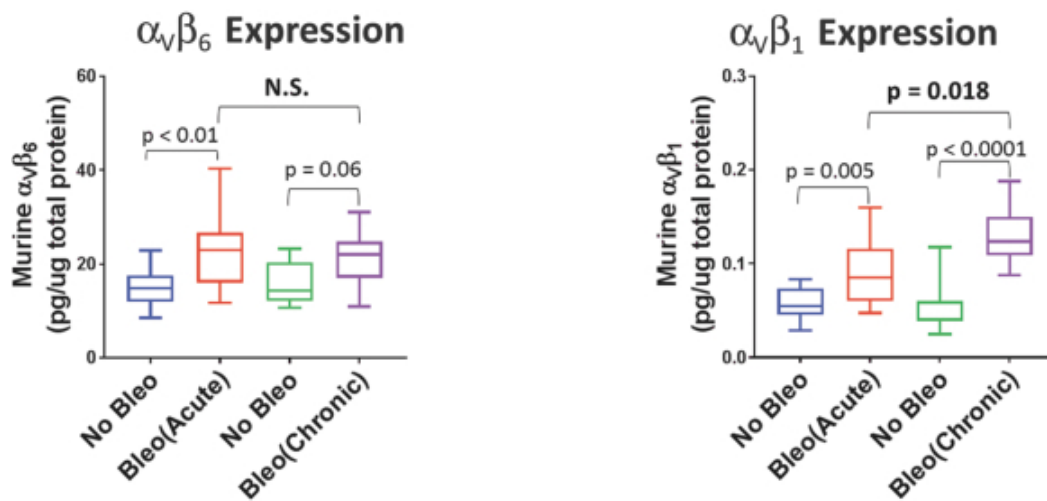 αVβ6 Expression
60
40
20
0
Murine αVβ6
(pg/ug total protein)
N.S.
p < 0.01
p = 0.06
No Bleo
Bleo(Acute)
No Bleo
Bleo(Chronic)
αVβ1 Expression
0.3
0.2
0.1
0.0
Murine αVβ1
(pg/ug total protein)
p = 0.018
p < 0.0001
p = 0.005
No Bleo
Bleo(Acute)
No Bleo
Bleo(Chronic)